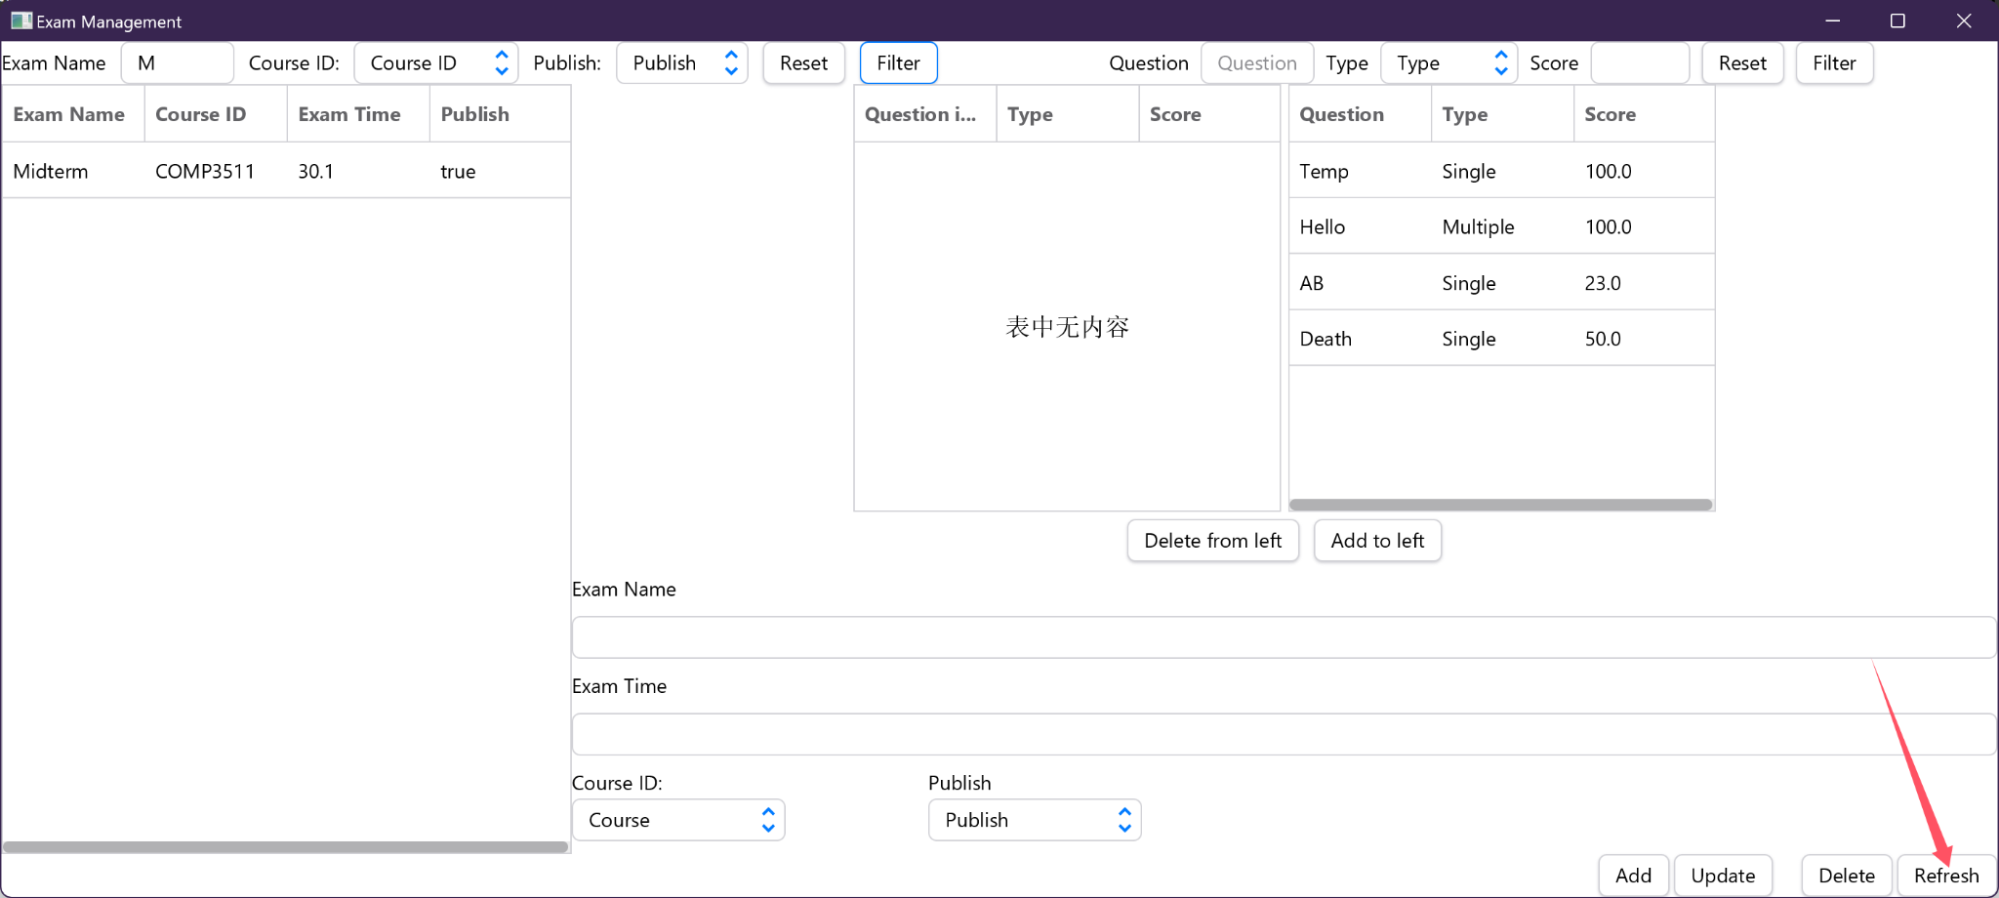 Exam Management
Exam Name M Course ID: Course ID Publish: Publish Reset Filter Question Question Type Type Score Reset Filter
Exam Name Course ID Exam Time Publish
Midterm COMP3511 30.1 true
Question i... Type Score
表中无内容
Question Type Score
Temp Single 100.0
Hello Multiple 100.0
AB Single 23.0
Death Single 50.0
Delete from left Add to left
Exam Name
Exam Time
Course ID: Publish
Course Publish
Add Update Delete Refresh